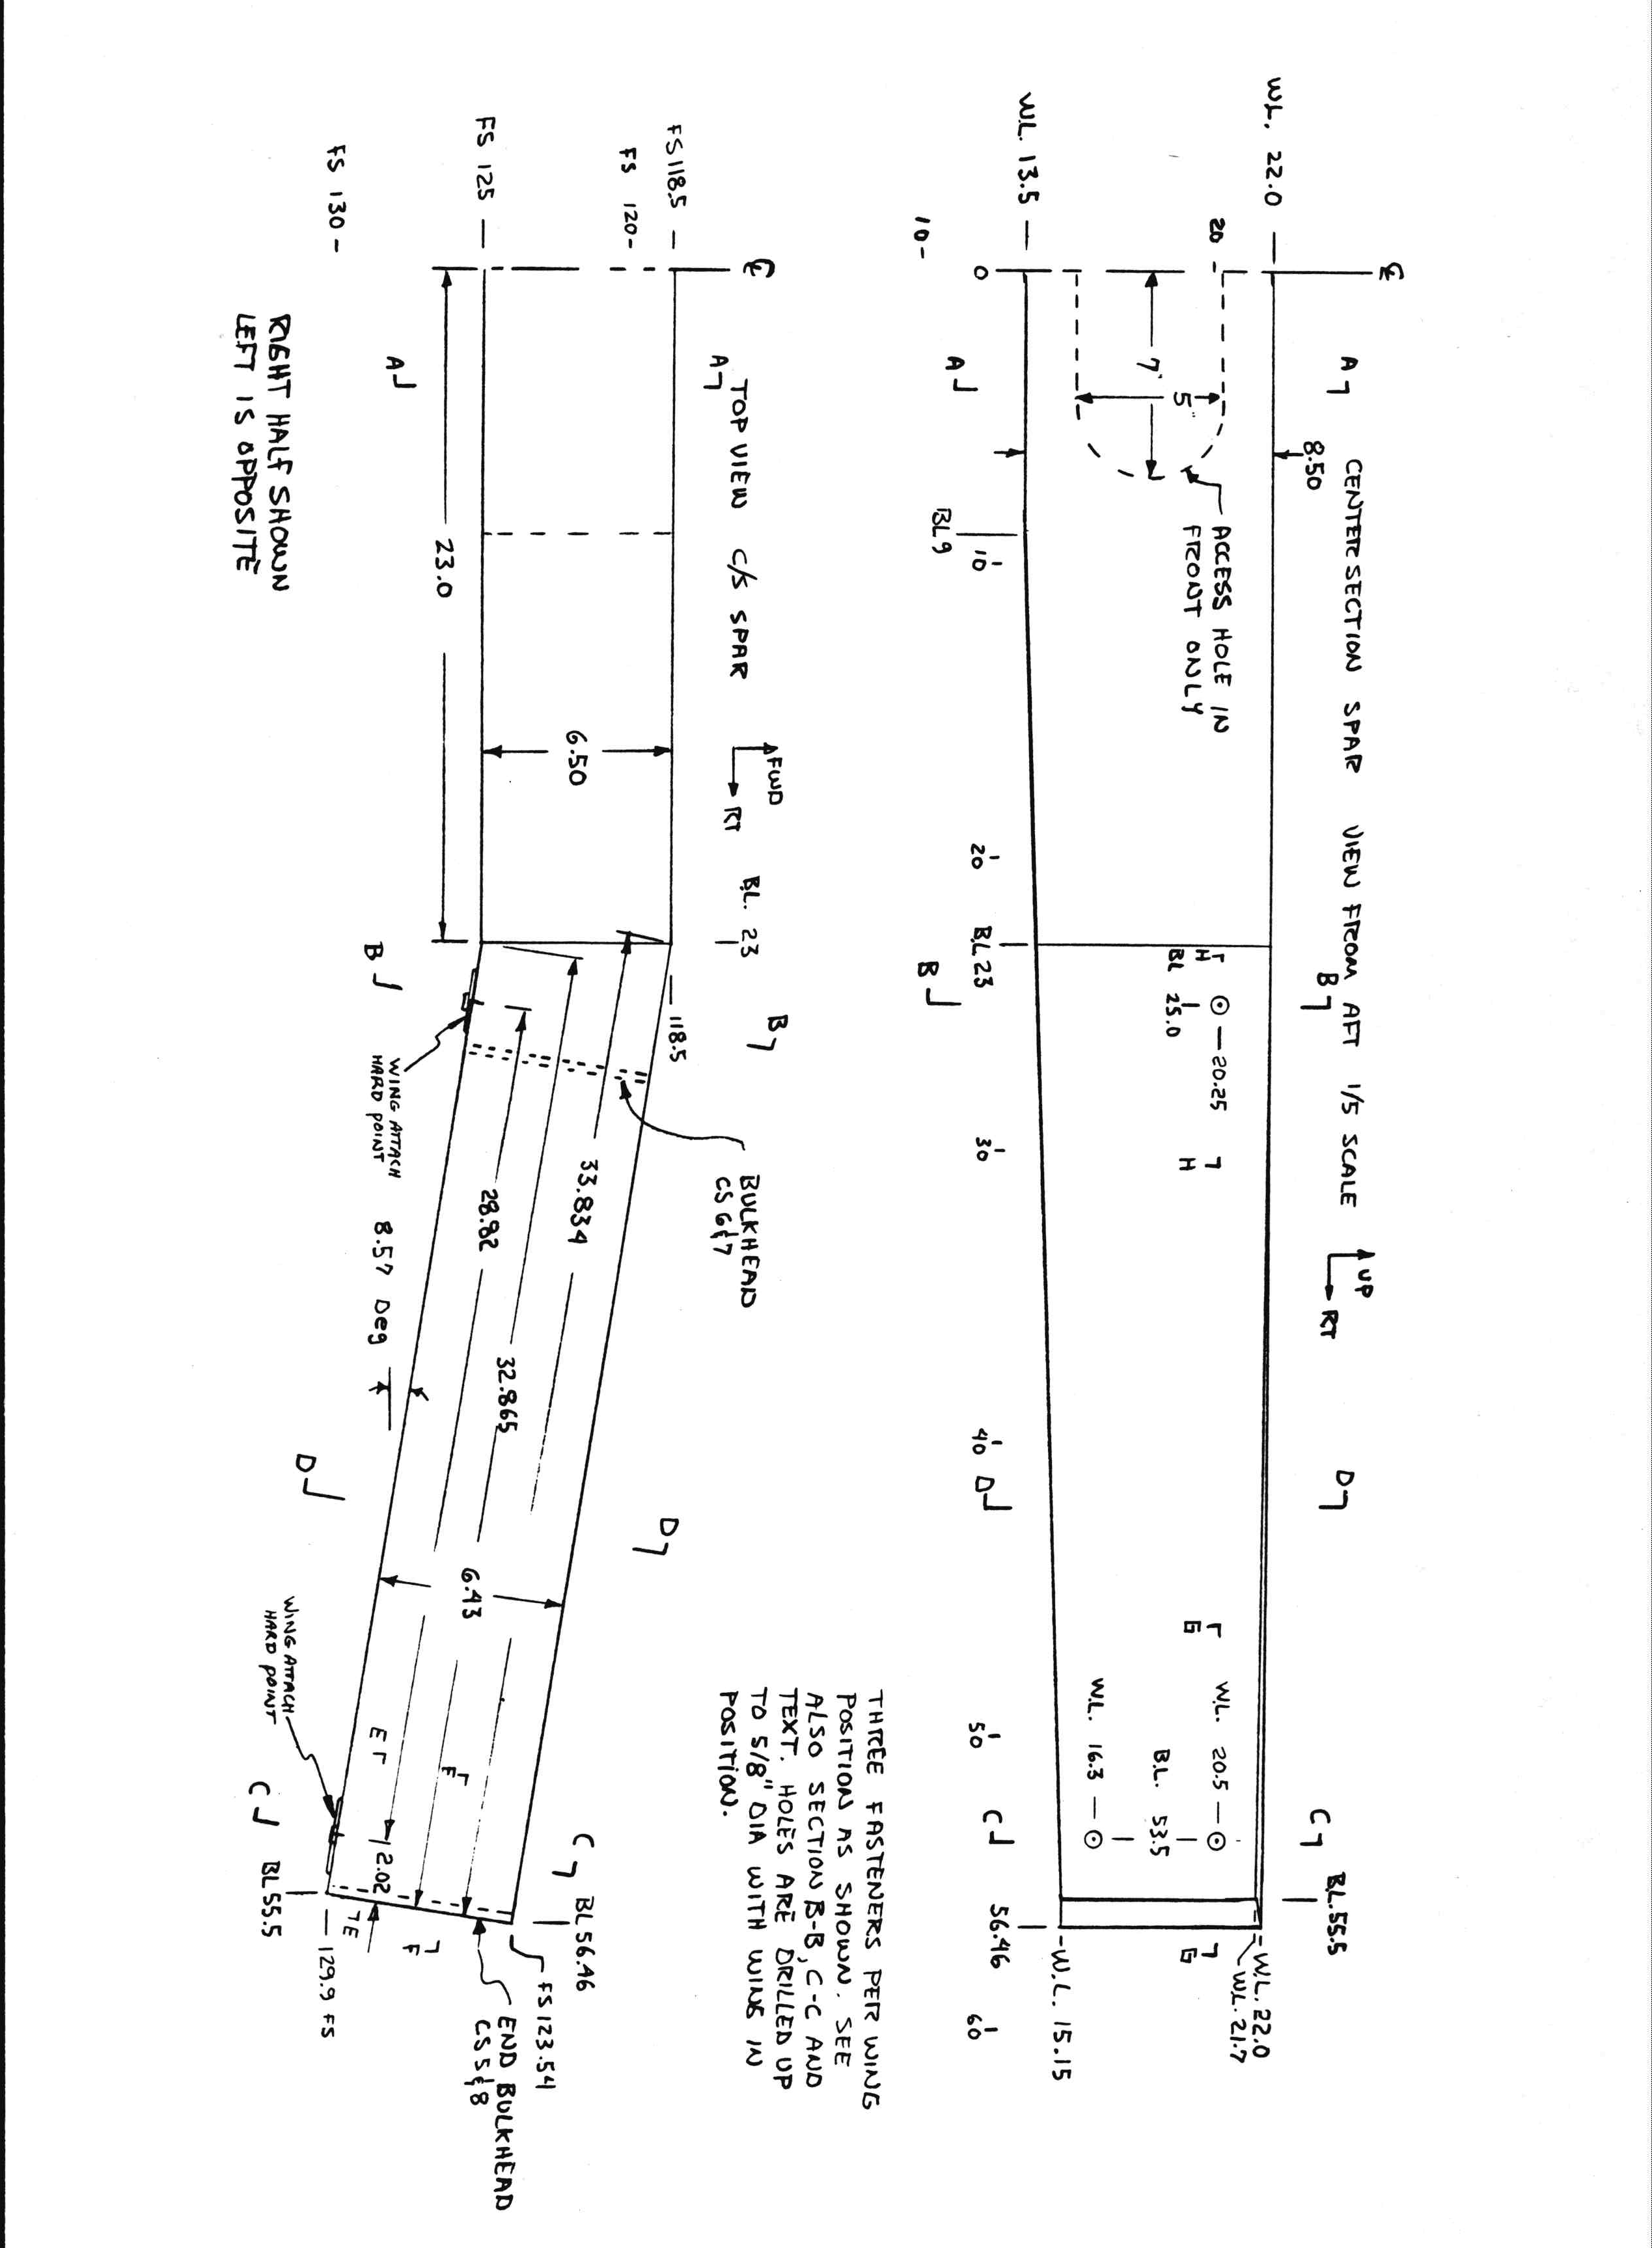 CENTER SECTION SPAR VIEW FROM AFT 1/5 SCALE
UP
RT
A
8.50
B
D
C
BL.55.5
℄
W.L. 22.0
20
W.L. 13.5
10
0
7"
5"
ACCESS HOLE IN
FRONT ONLY
H
BL 25.0
20.25
H
G
W.L. 20.5
B.L. 53.5
W.L. 16.3
G
W.L. 22.0
W.L. 21.7
W.L. 15.15
A
BL9
10
20
B.L 23
B
30
40
D
50
C
56.46
60
THREE FASTENERS PER WING
POSITION AS SHOWN. SEE
ALSO SECTION B-B, C-C AND
TEXT. HOLES ARE DRILLED UP
TO 5/8" DIA WITH WING IN
POSITION.
TOP VIEW C/S SPAR
FWD
RT
℄
FS 118.5
FS 120
FS 125
FS 130
A
B.L. 23
118.5
B
BULKHEAD
CS 6 & 7
D
C
BL 56.46
FS 123.54
END BULKHEAD
CS 5 & 8
6.50
23.0
33.834
32.865
28.82
6.43
E
F
2.02
E
F
129.9 FS
A
B
WING ATTACH
HARD POINT
8.57 Deg
D
WING ATTACH
HARD POINT
C
BL 55.5
RIGHT HALF SHOWN
LEFT IS OPPOSITE